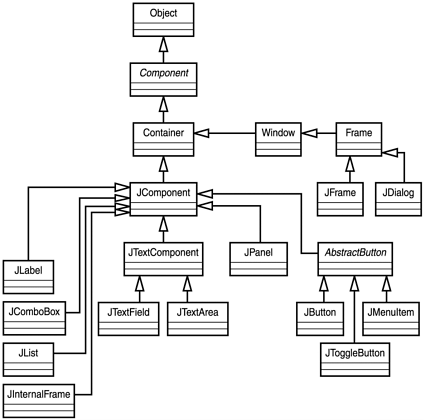 Object
Component
Container
Window
Frame
JComponent
JFrame
JDialog
JLabel
JTextComponent
JPanel
AbstractButton
JComboBox
JTextField
JTextArea
JButton
JMenuItem
JList
JToggleButton
JInternalFrame